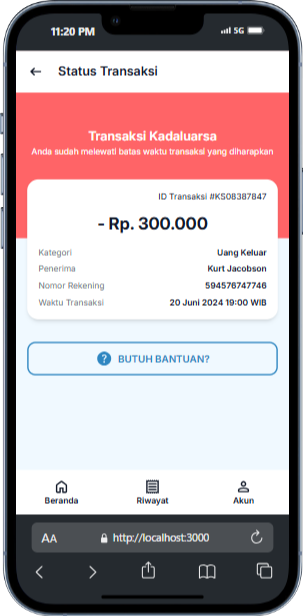 11:20 PM
5G
Status Transaksi
Transaksi Kadaluarsa
Anda sudah melewati batas waktu transaksi yang diharapkan
ID Transaksi #KS08387847
- Rp. 300.000
Kategori Uang Keluar
Penerima Kurt Jacobson
Nomor Rekening 594576747746
Waktu Transaksi 20 Juni 2024 19:00 WIB
? BUTUH BANTUAN?
Beranda Riwayat Akun
AA http://localhost:3000